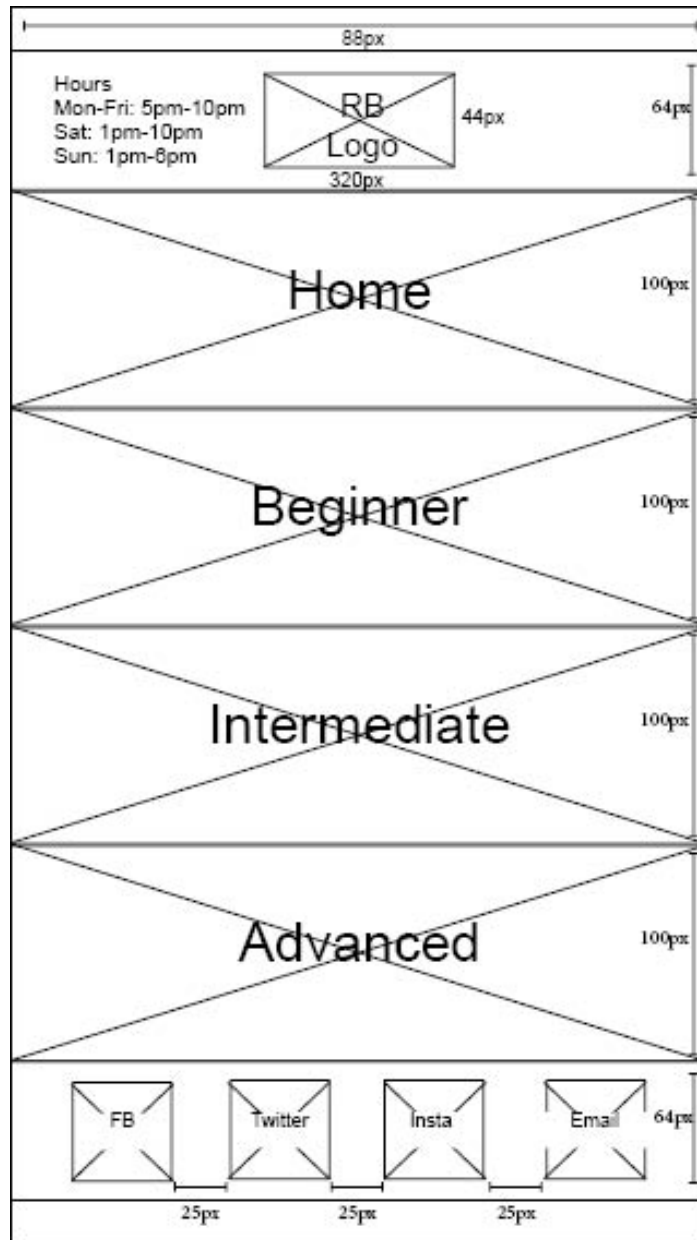 88px
Hours
Mon-Fri: 5pm-10pm
Sat: 1pm-10pm
Sun: 1pm-6pm
RB
Logo
44px
64px
320px
Home
100px
Beginner
100px
Intermediate
100px
Advanced
100px
FB
Twitter
Insta
Email
64px
25px
25px
25px